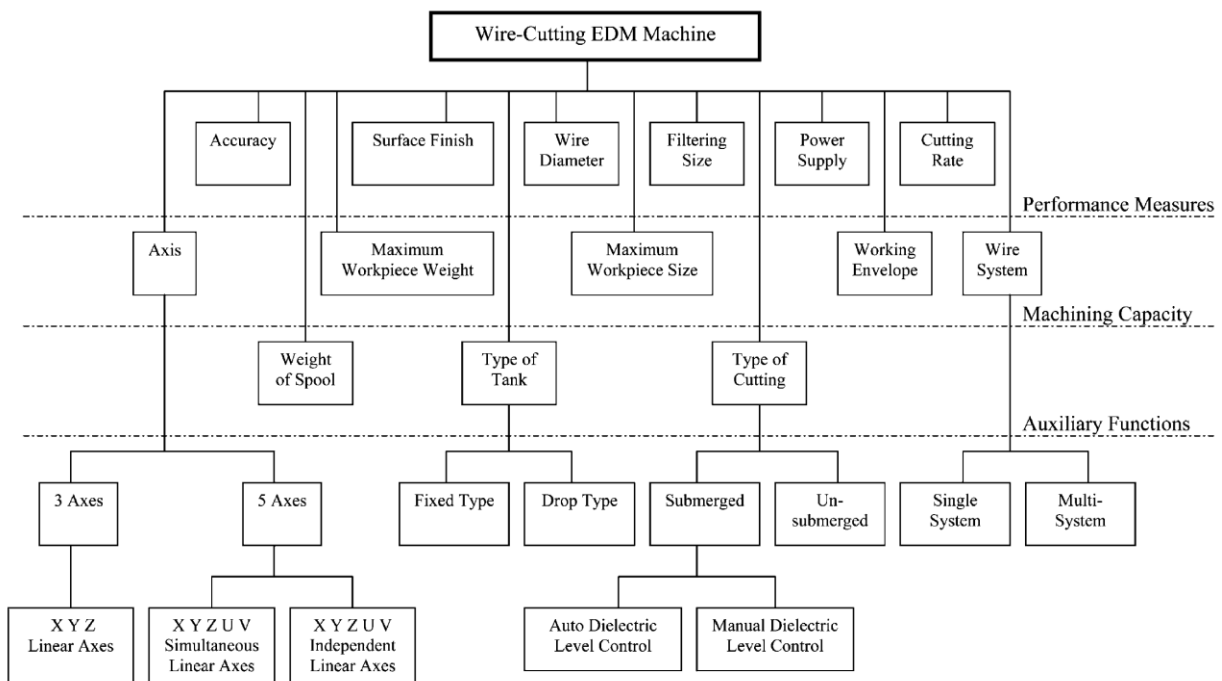 Wire-Cutting EDM Machine
Accuracy
Surface Finish
Wire
Diameter
Filtering
Size
Power
Supply
Cutting
Rate
Performance Measures
Axis
Maximum
Workpiece Weight
Maximum
Workpiece Size
Working
Envelope
Wire
System
Machining Capacity
Weight
of Spool
Type of
Tank
Type of
Cutting
Auxiliary Functions
3 Axes
5 Axes
Fixed Type
Drop Type
Submerged
Un-
submerged
Single
System
Multi-
System
X Y Z
Linear Axes
X Y Z U V
Simultaneous
Linear Axes
X Y Z U V
Independent
Linear Axes
Auto Dielectric
Level Control
Manual Dielectric
Level Control